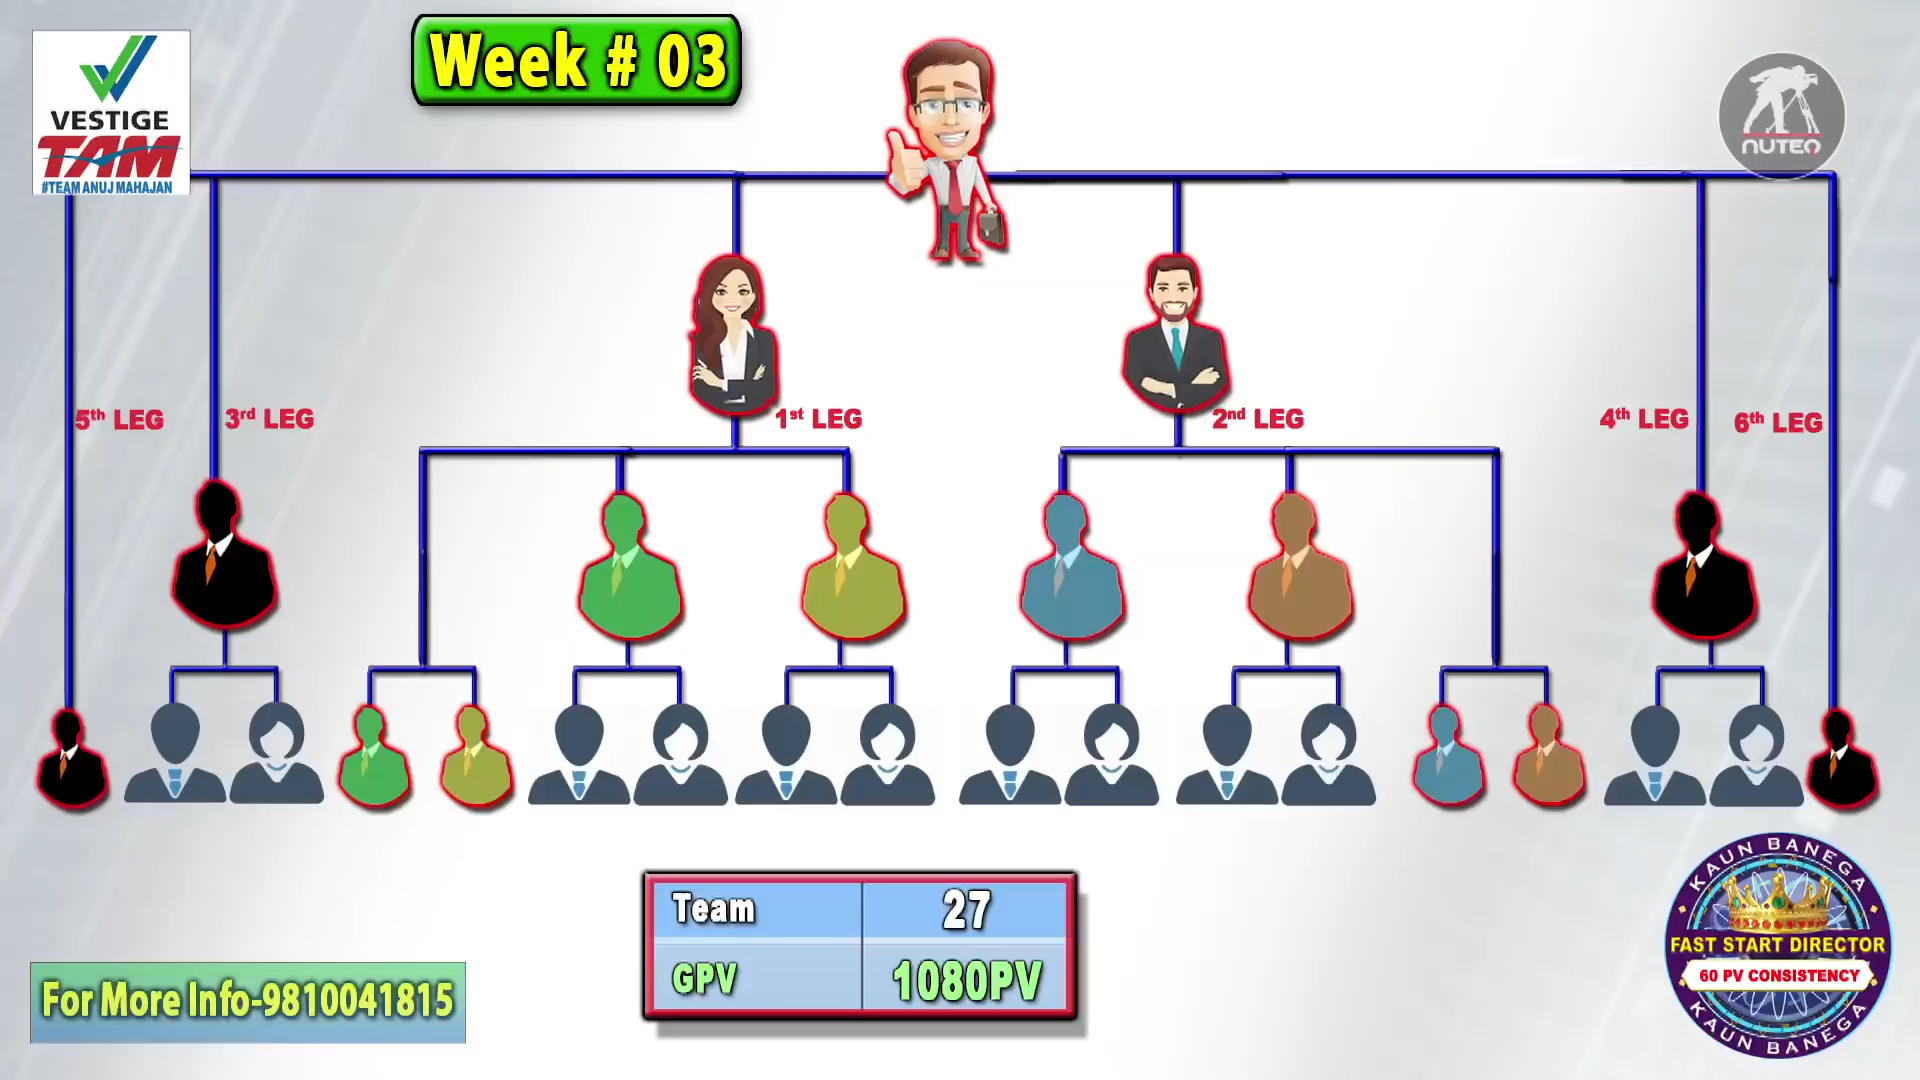 Week # 03
VESTIGE
TAM
#TEAM ANUJ MAHAJAN
nUTEQ
5th LEG
3rd LEG
1st LEG
2nd LEG
4th LEG
6th LEG
Team 27
GPV 1080PV
For More Info-9810041815
KAUN BANEGA
FAST START DIRECTOR
60 PV CONSISTENCY
KAUN BANEGA